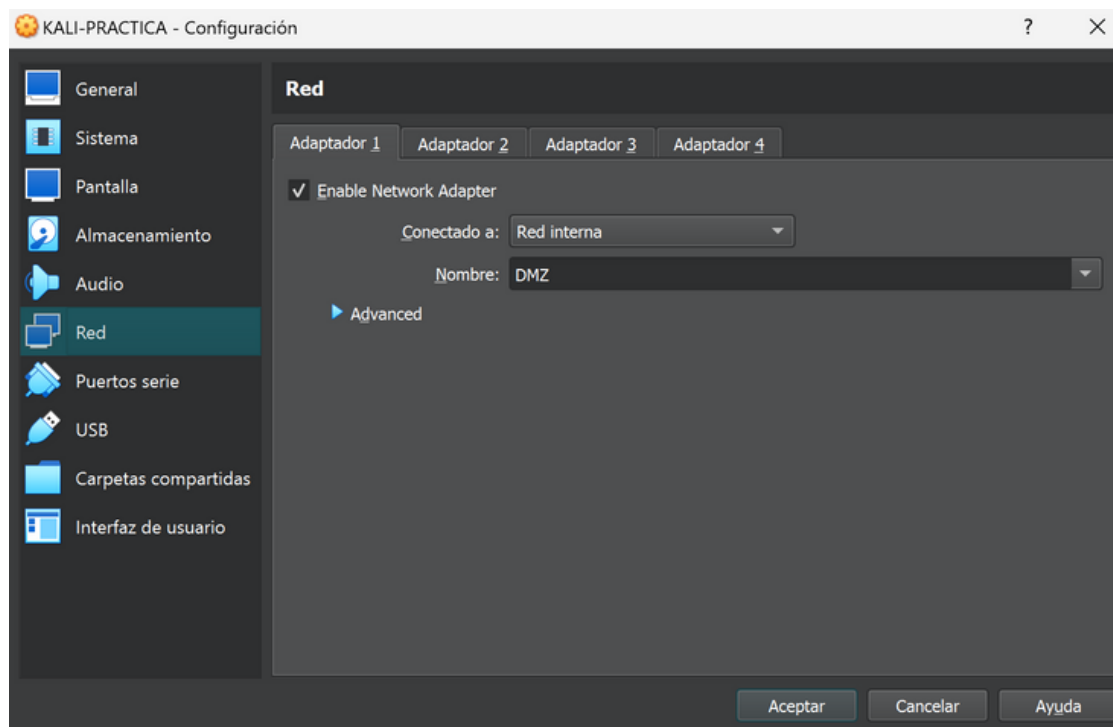 KALI-PRACTICA - Configuración
?
General
Sistema
Pantalla
Almacenamiento
Audio
Red
Puertos serie
USB
Carpetas compartidas
Interfaz de usuario
Red
Adaptador 1 Adaptador 2 Adaptador 3 Adaptador 4
Enable Network Adapter
Conectado a: Red interna
Nombre: DMZ
Advanced
Aceptar Cancelar Ayuda